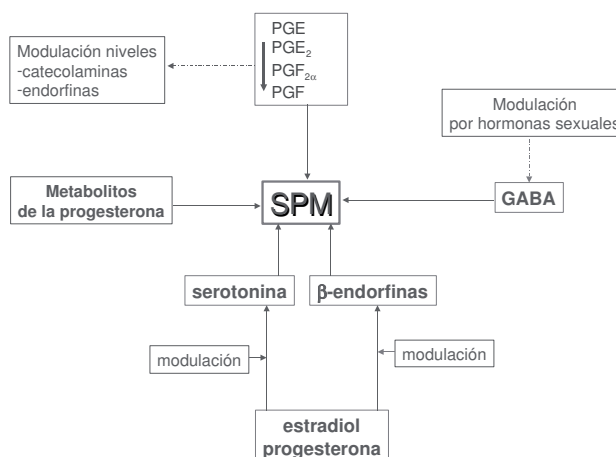 PGE
PGE2
PGF2α
PGF
Modulación niveles
-catecolaminas
-endorfinas
Modulación
por hormonas sexuales
Metabolitos
de la progesterona
SPM
GABA
serotonina
β-endorfinas
modulación
modulación
estradiol
progesterona